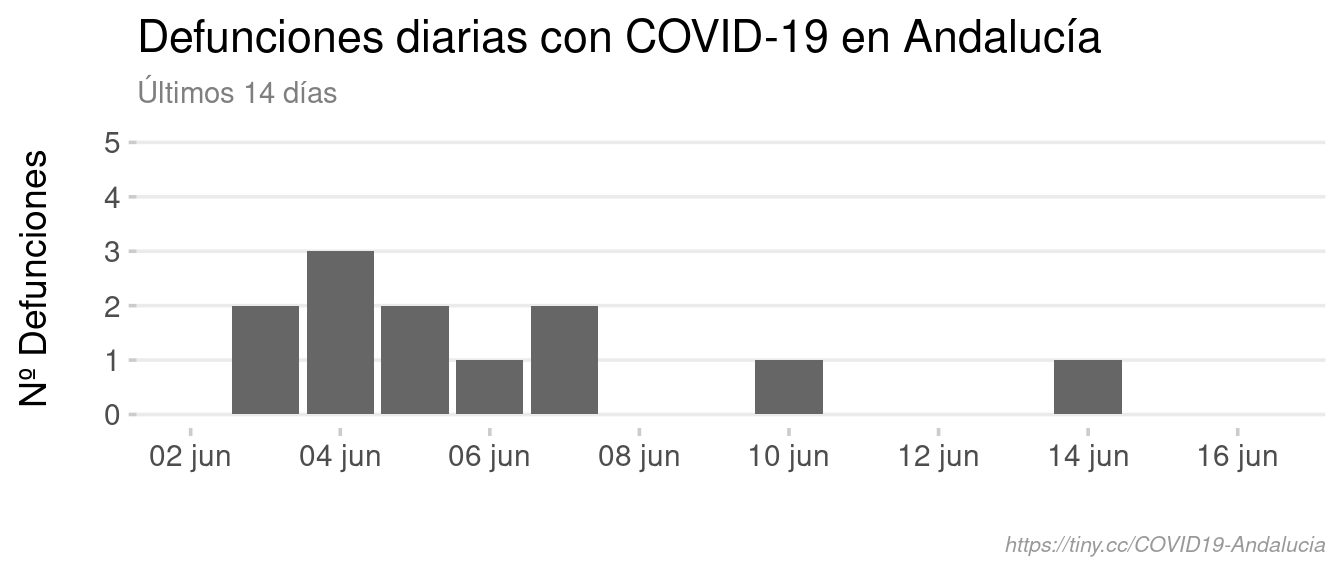 Defunciones diarias con COVID-19 en Andalucía
Últimos 14 días
Nº Defunciones
5
4
3
2
1
0
02 jun 04 jun 06 jun 08 jun 10 jun 12 jun 14 jun 16 jun
https://tiny.cc/COVID19-Andalucia